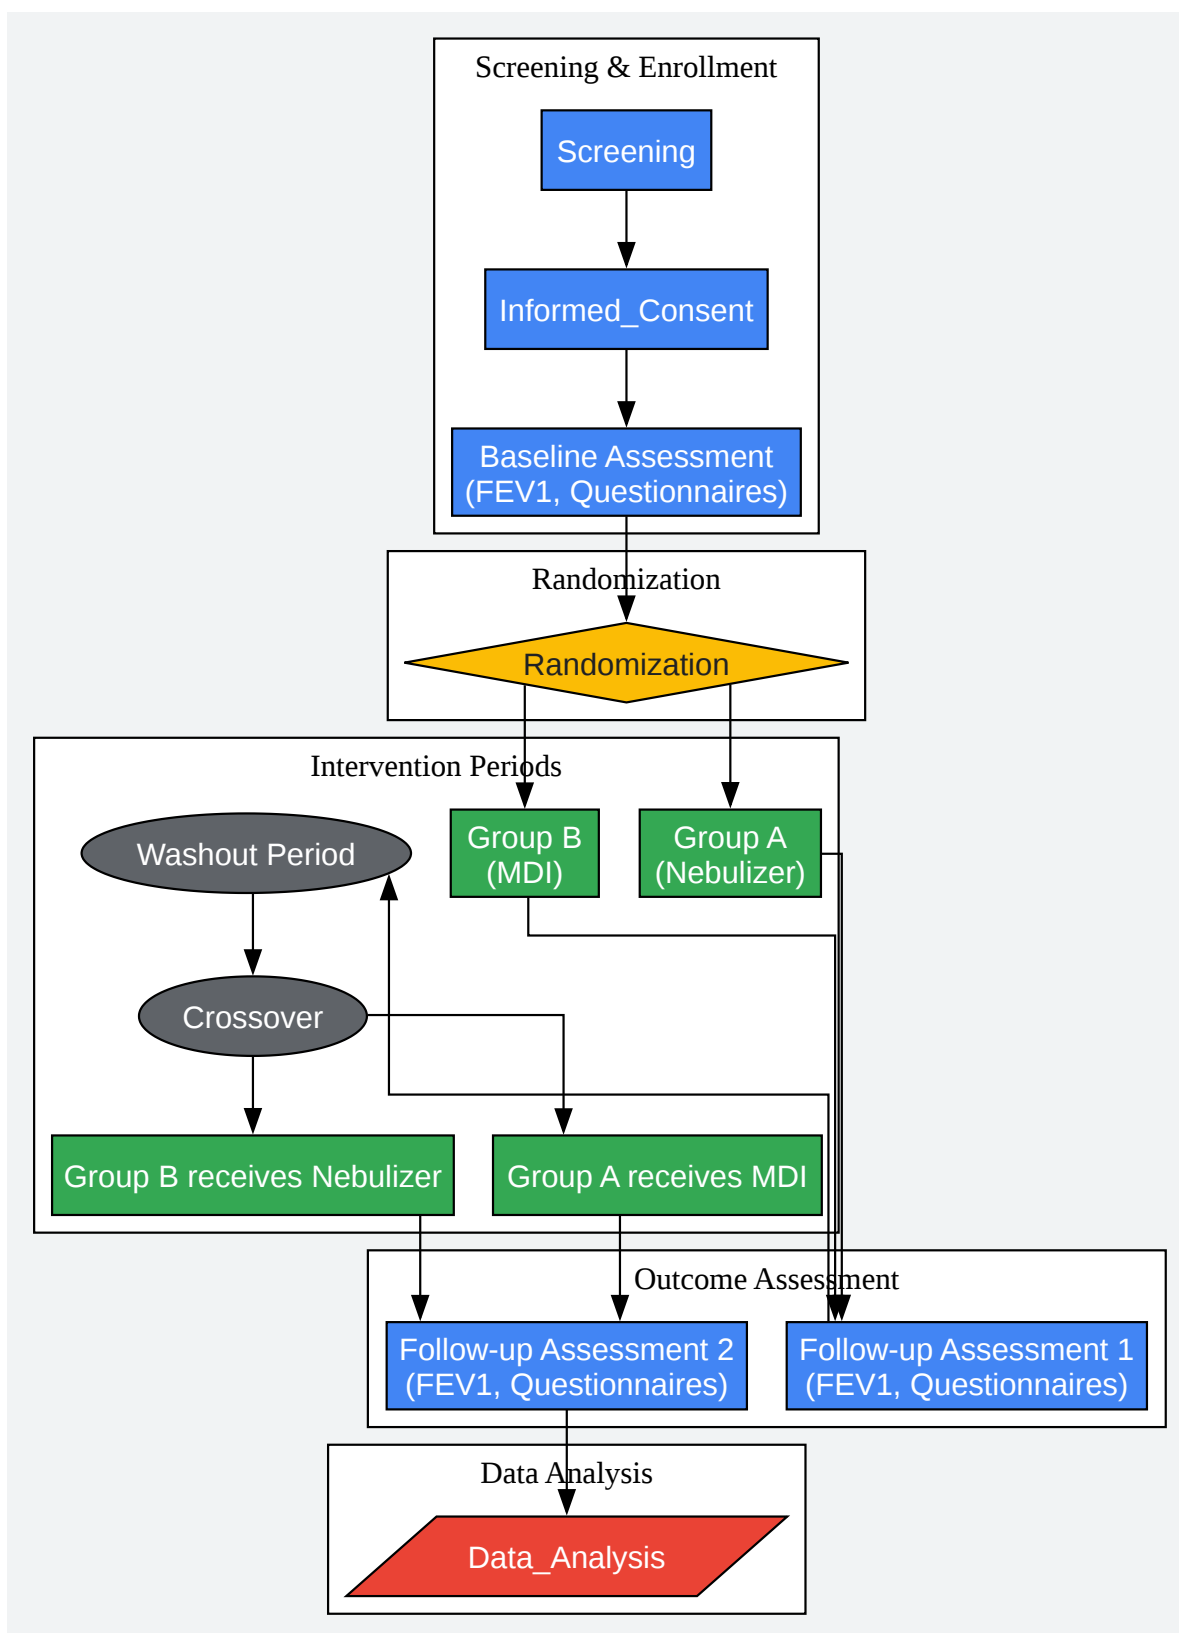 Screening & Enrollment
Screening
Informed_Consent
Baseline Assessment
(FEV1, Questionnaires)
Randomization
Randomization
Intervention Periods
Washout Period
Group B
(MDI)
Group A
(Nebulizer)
Crossover
Group B receives Nebulizer
Group A receives MDI
Outcome Assessment
Follow-up Assessment 2
(FEV1, Questionnaires)
Follow-up Assessment 1
(FEV1, Questionnaires)
Data Analysis
Data_Analysis